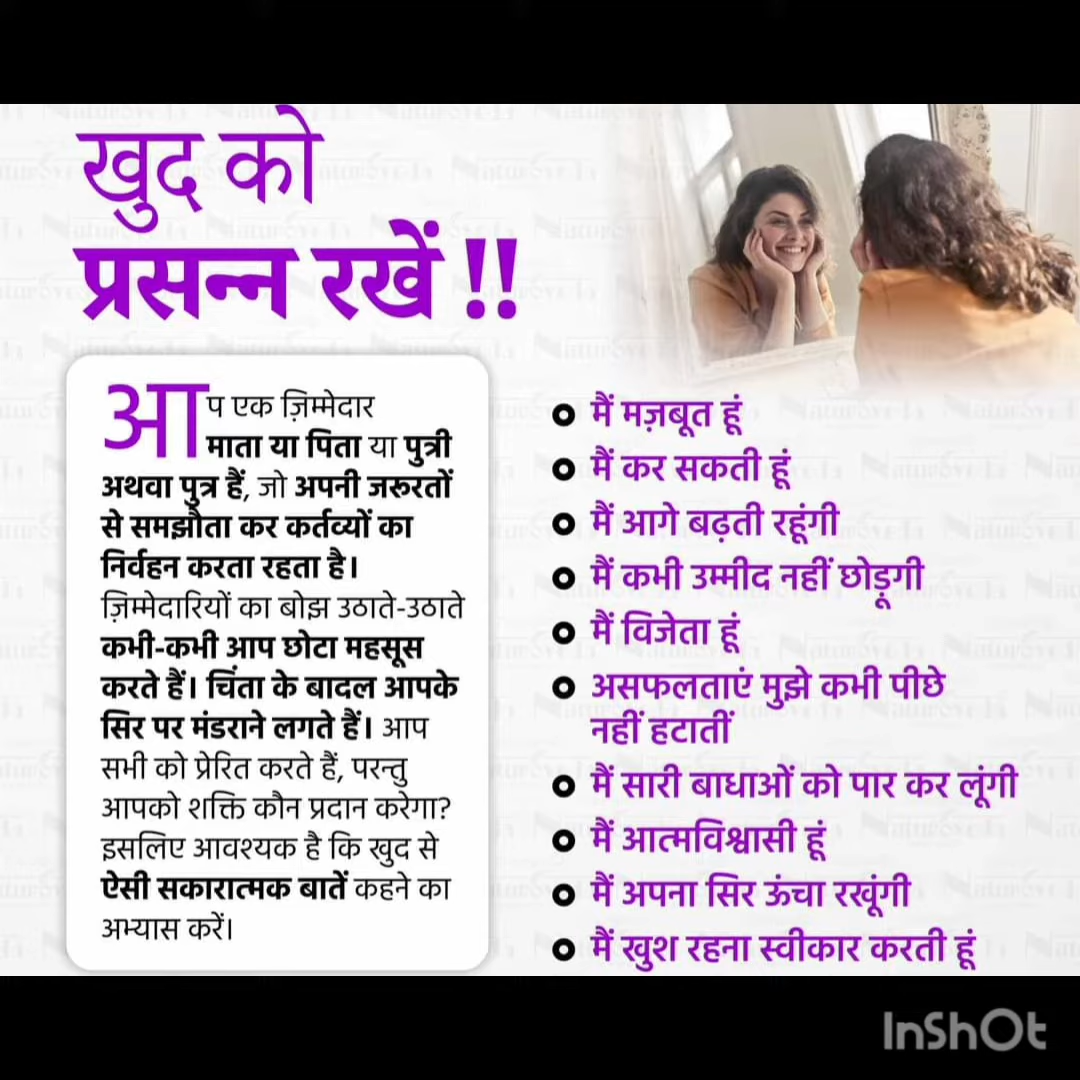 खुद को
प्रसन्न रखें !!
आप एक ज़िम्मेदार
माता या पिता या पुत्री
अथवा पुत्र हैं, जो अपनी जरूरतों
से समझौता कर कर्तव्यों का
निर्वहन करता रहता है।
ज़िम्मेदारियों का बोझ उठाते-उठाते
कभी-कभी आप छोटा महसूस
करते हैं। चिंता के बादल आपके
सिर पर मंडराने लगते हैं। आप
सभी को प्रेरित करते हैं, परन्तु
आपको शक्ति कौन प्रदान करेगा?
इसलिए आवश्यक है कि खुद से
ऐसी सकारात्मक बातें कहने का
अभ्यास करें।
मैं मज़बूत हूं
मैं कर सकती हूं
मैं आगे बढ़ती रहूंगी
मैं कभी उम्मीद नहीं छोड़ूगी
मैं विजेता हूं
असफलताएं मुझे कभी पीछे
नहीं हटातीं
मैं सारी बाधाओं को पार कर लूंगी
मैं आत्मविश्वासी हूं
मैं अपना सिर ऊंचा रखूंगी
मैं खुश रहना स्वीकार करती हूं
InShOt